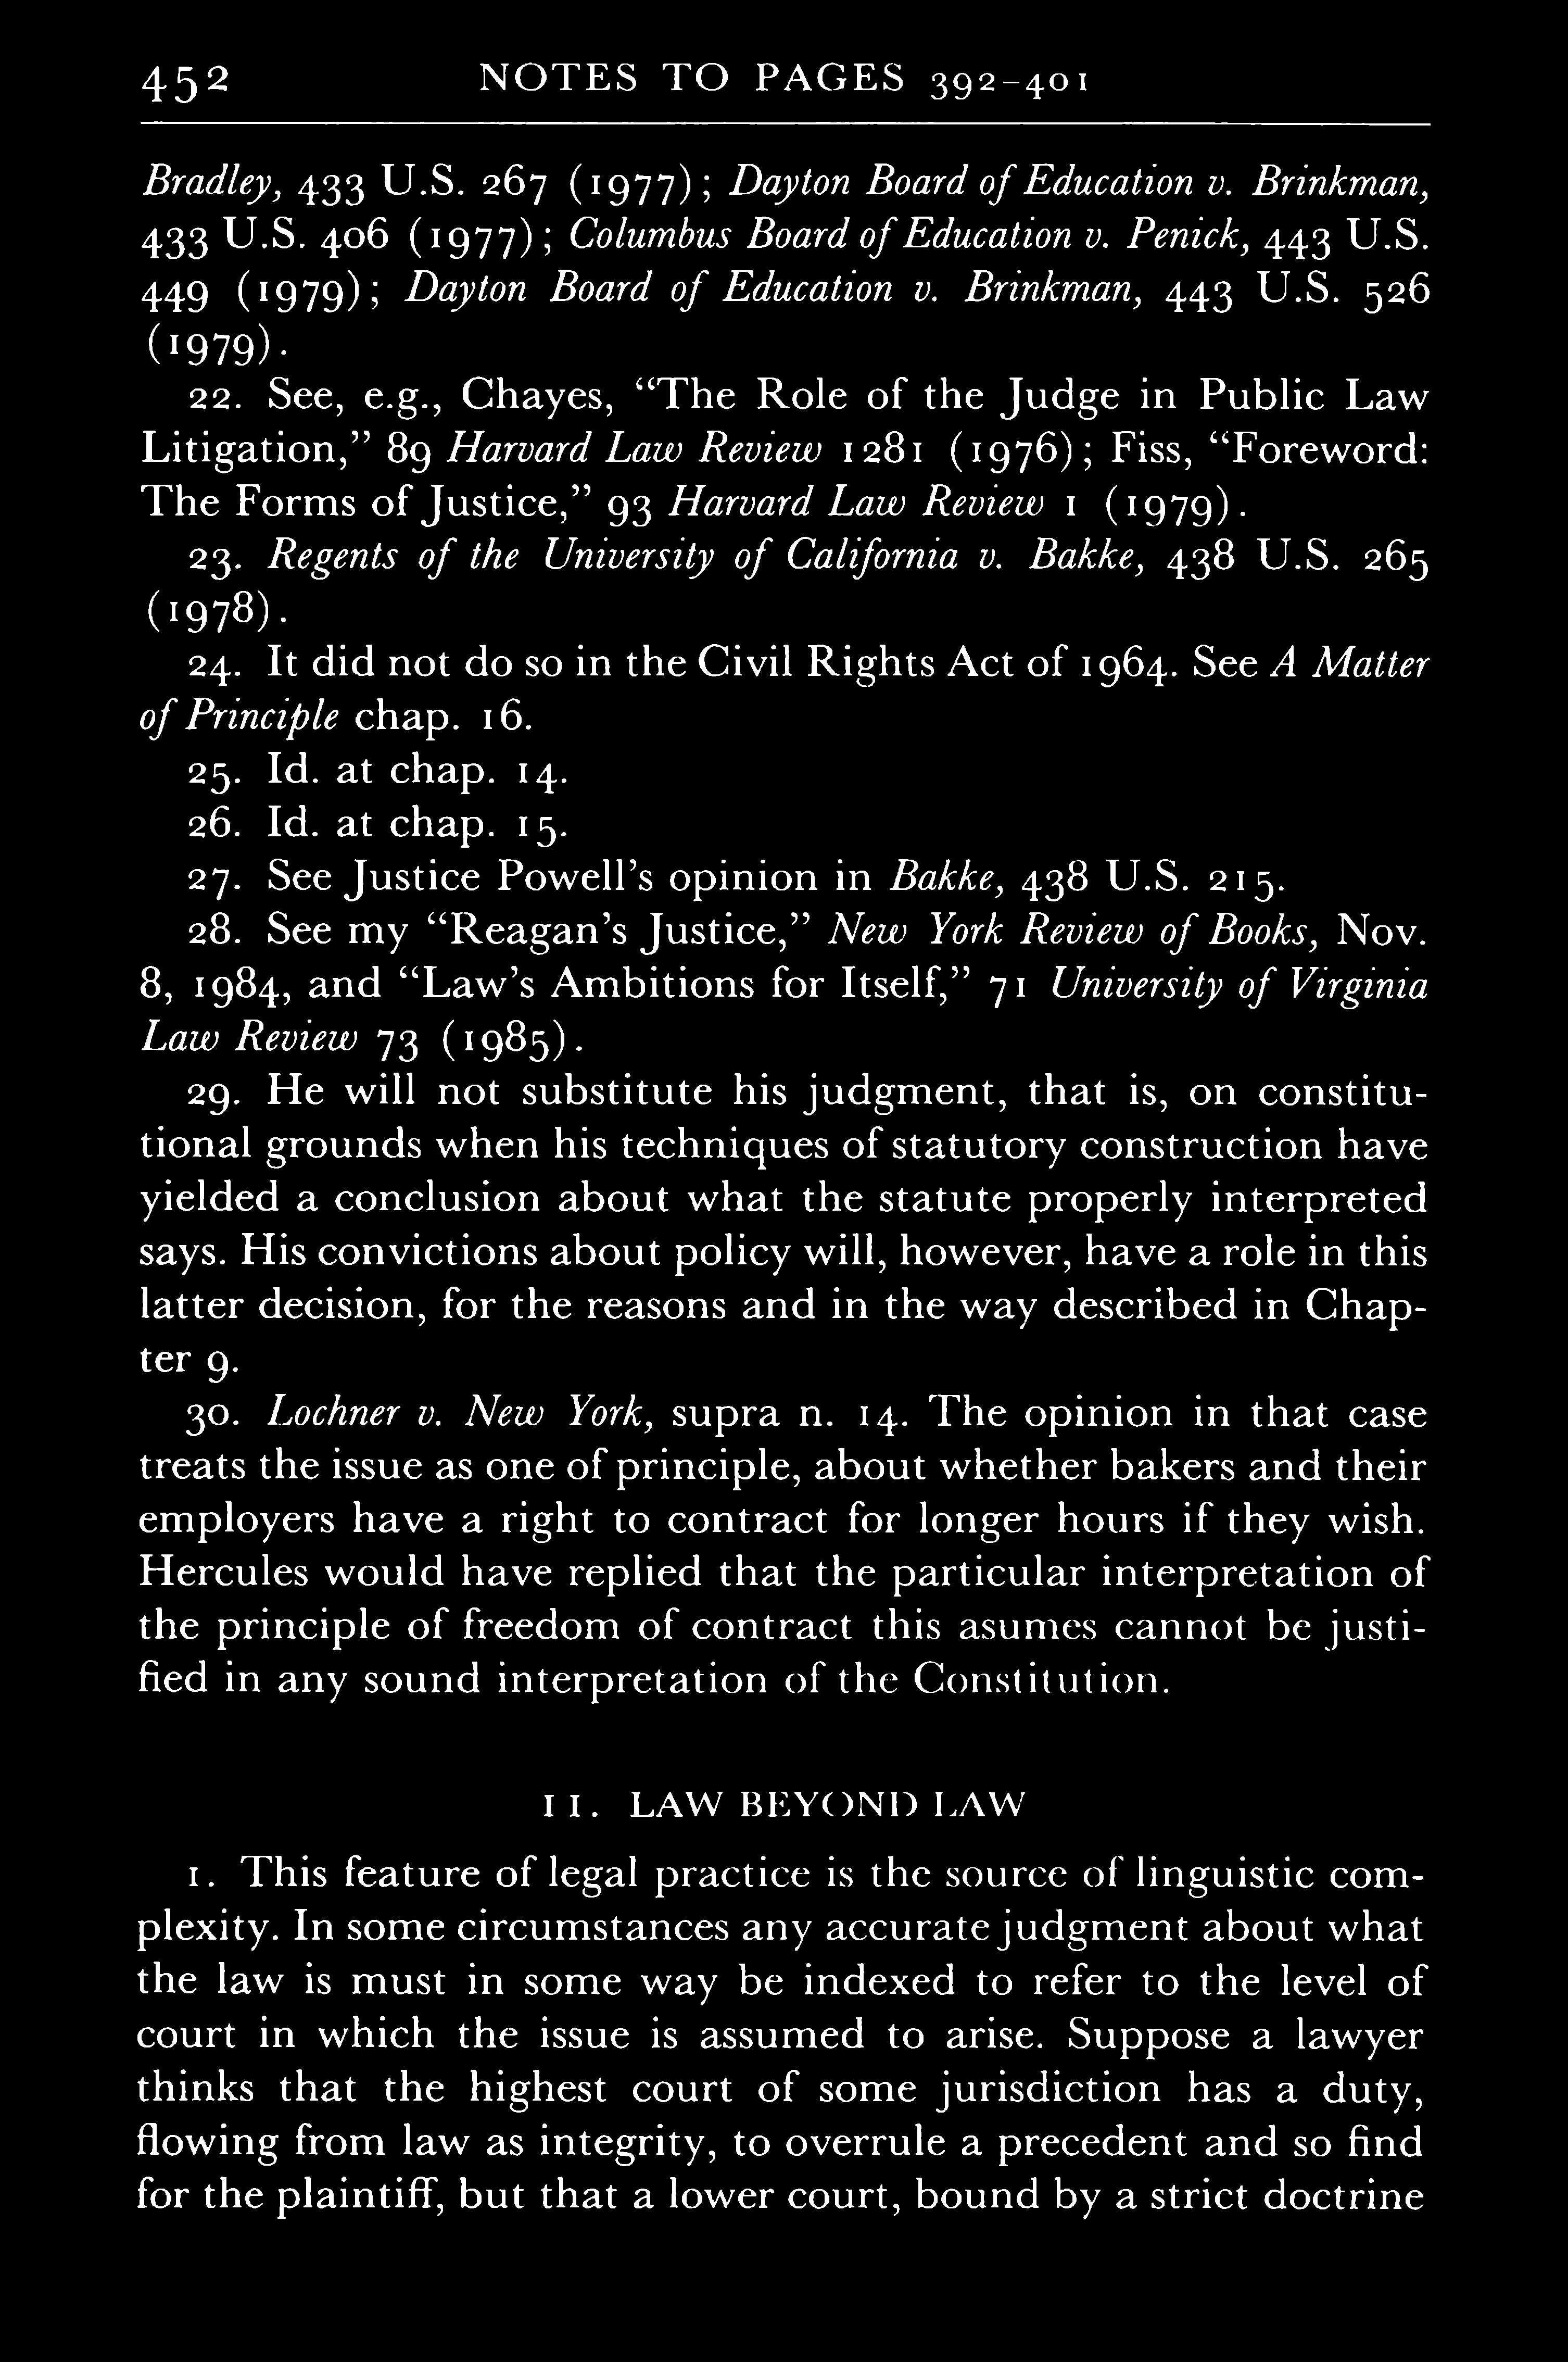 452 NOTES TO PAGES 392–401
Bradley, 433 U.S. 267 (1977); Dayton Board of Education v. Brinkman,
433 U.S. 406 (1977); Columbus Board of Education v. Penick, 443 U.S.
449 (1979); Dayton Board of Education v. Brinkman, 443 U.S. 526
(1979).
22. See, e.g., Chayes, “The Role of the Judge in Public Law
Litigation,” 89 Harvard Law Review 1281 (1976); Fiss, “Foreword:
The Forms of Justice,” 93 Harvard Law Review 1 (1979).
23. Regents of the University of California v. Bakke, 438 U.S. 265
(1978).
24. It did not do so in the Civil Rights Act of 1964. See A Matter
of Principle chap. 16.
25. Id. at chap. 14.
26. Id. at chap. 15.
27. See Justice Powell’s opinion in Bakke, 438 U.S. 215.
28. See my “Reagan’s Justice,” New York Review of Books, Nov.
8, 1984, and “Law’s Ambitions for Itself,” 71 University of Virginia
Law Review 73 (1985).
29. He will not substitute his judgment, that is, on constitu-
tional grounds when his techniques of statutory construction have
yielded a conclusion about what the statute properly interpreted
says. His convictions about policy will, however, have a role in this
latter decision, for the reasons and in the way described in Chap-
ter 9.
30. Lochner v. New York, supra n. 14. The opinion in that case
treats the issue as one of principle, about whether bakers and their
employers have a right to contract for longer hours if they wish.
Hercules would have replied that the particular interpretation of
the principle of freedom of contract this asumes cannot be justi-
fied in any sound interpretation of the Constitution.
11. LAW BEYOND LAW
1. This feature of legal practice is the source of linguistic com-
plexity. In some circumstances any accurate judgment about what
the law is must in some way be indexed to refer to the level of
court in which the issue is assumed to arise. Suppose a lawyer
thinks that the highest court of some jurisdiction has a duty,
flowing from law as integrity, to overrule a precedent and so find
for the plaintiff, but that a lower court, bound by a strict doctrine